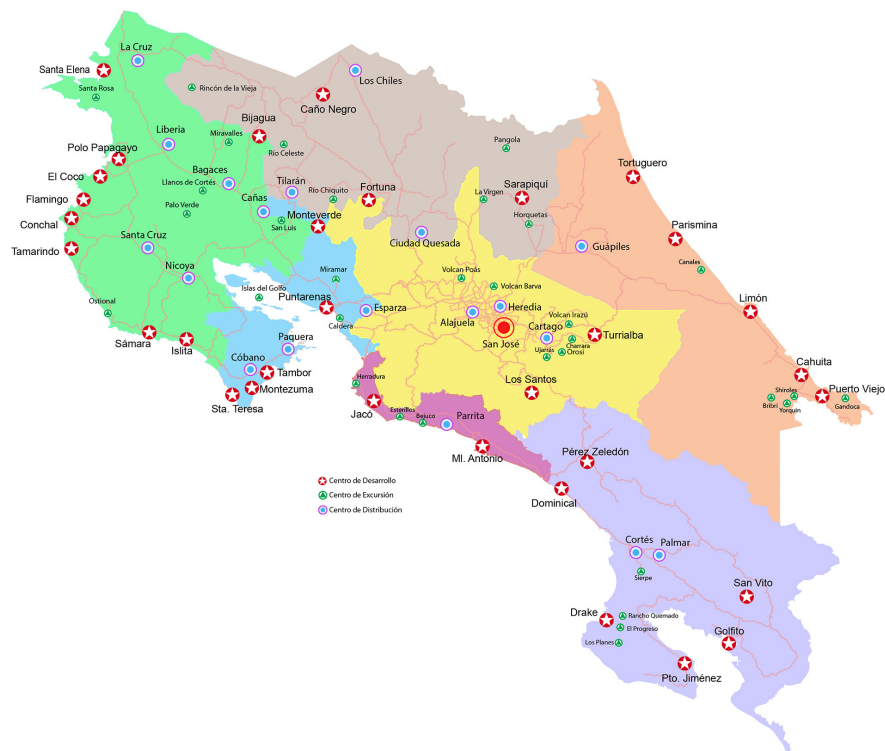 La Cruz
Santa Elena
Santa Rosa
Rincón de la Vieja
Los Chiles
Caño Negro
Bijagua
Miravalles
Río Celeste
Pangola
Liberia
Polo Papagayo
El Coco
Bagaces
Llanos de Cortés
Tilarán
Río Chiquito
Fortuna
La Virgen
Sarapiquí
Tortuguero
Flamingo
Palo Verde
Cañas
San Luis
Monteverde
Horquetas
Conchal
Tamarindo
Santa Cruz
Ciudad Quesada
Guápiles
Parismina
Canales
Nicoya
Miramar
Volcan Poás
Volcan Barva
Islas del Golfo
Ostional
Puntarenas
Caldera
Esparza
Alajuela
Heredia
Volcan Irazú
Limón
San José
Cartago
Turrialba
Charrara
Ujarrás
Orosi
Sámara
Islita
Paquera
Cóbano
Tambor
Montezuma
Sta. Teresa
Herradura
Jacó
Esterillos
Bejuco
Parrita
Los Santos
Cahuita
Puerto Viejo
Shiroles
Bribrí
Yorquin
Gandoca
Ml. Antonio
Pérez Zeledón
Dominical
Centro de Desarrollo
Centro de Excursión
Centro de Distribución
Cortés
Palmar
Sierpe
San Vito
Drake
Rancho Quemado
El Progreso
Los Planes
Golfito
Pto. Jiménez